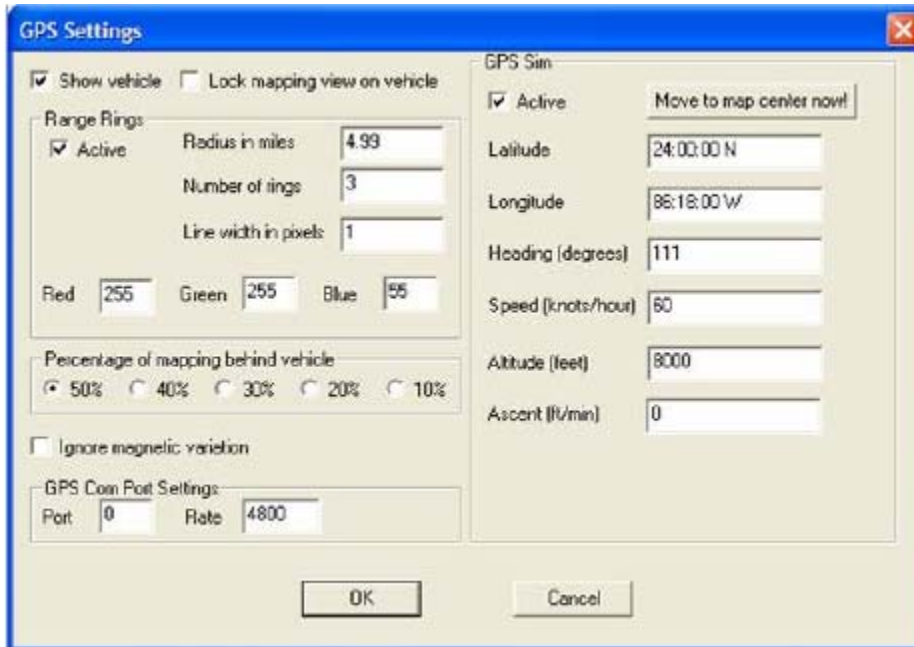 GPS Settings
Show vehicle
Lock mapping view on vehicle
Range Rings
Active
Radius in miles 4.99
Number of rings 3
Line width in pixels 1
Red 255 Green 255 Blue 55
Percentage of mapping behind vehicle
50% 40% 30% 20% 10%
Ignore magnetic variation
GPS Com Port Settings
Port 0 Rate 4800
GPS Sim
Active
Move to map center now!
Latitude 24:00:00 N
Longitude 86:18:00 W
Heading (degrees) 111
Speed (knots/hour) 60
Altitude (feet) 8000
Ascent (ft/min) 0
OK
Cancel